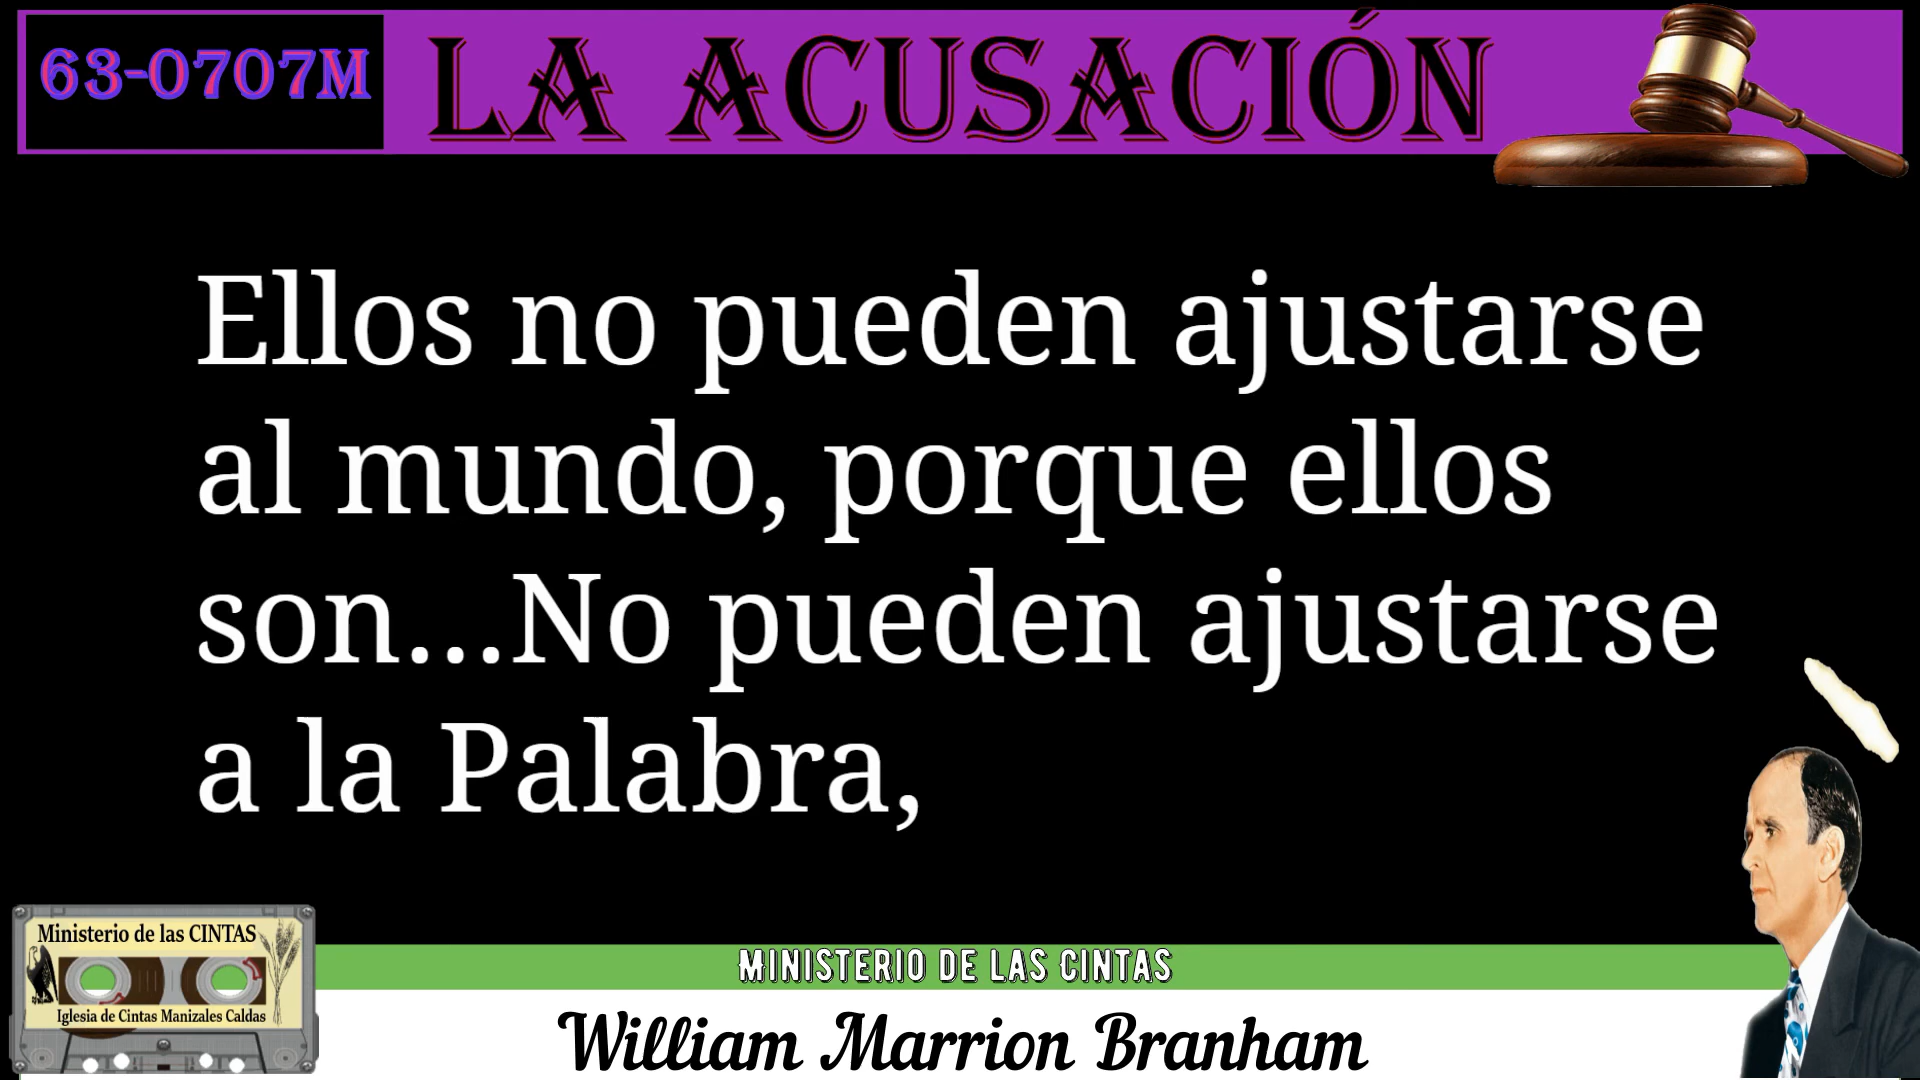 63-0707M
LA ACUSACIÓN
Ellos no pueden ajustarse
al mundo, porque ellos
son...No pueden ajustarse
a la Palabra,
Ministerio de las CINTAS
Iglesia de Cintas Manizales Caldas
MINISTERIO DE LAS CINTAS
William Marrion Branham